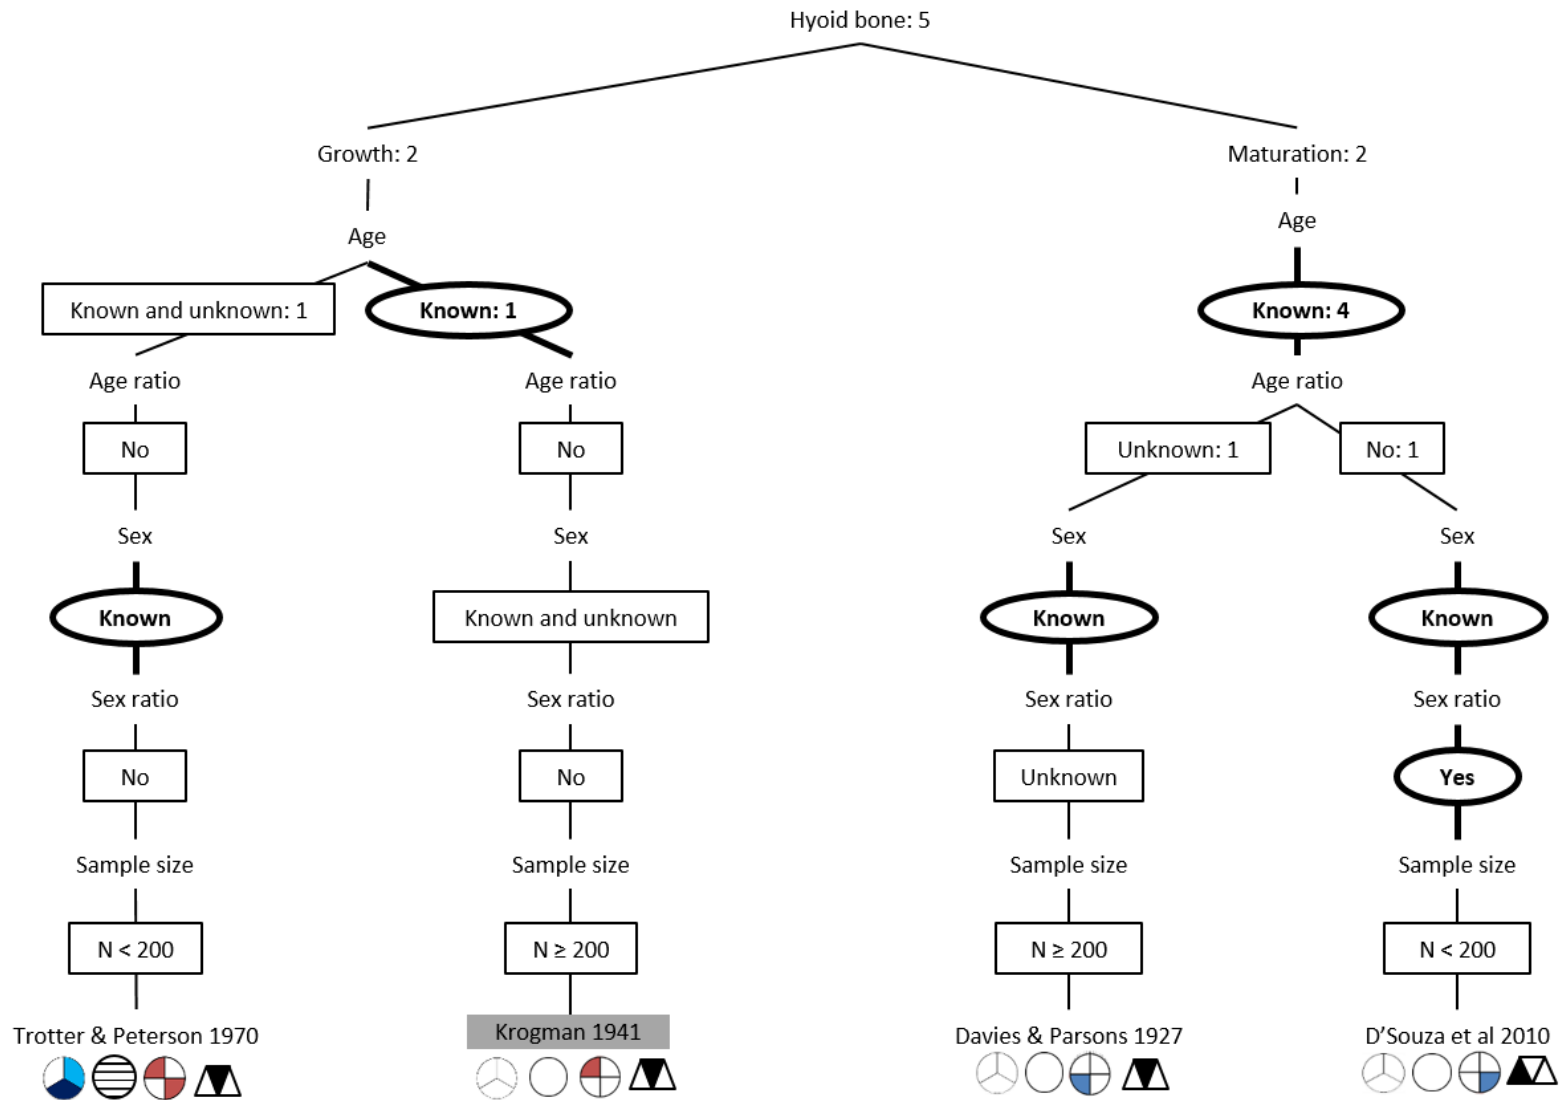 Hyoid bone: 5
Growth: 2
Maturation: 2
Age
Age
Known and unknown: 1
Known: 1
Known: 4
Age ratio
Age ratio
Age ratio
No
No
Unknown: 1
No: 1
Sex
Sex
Sex
Sex
Known
Known and unknown
Known
Known
Sex ratio
Sex ratio
Sex ratio
Sex ratio
No
No
Unknown
Yes
Sample size
Sample size
Sample size
Sample size
N < 200
N ≥ 200
N ≥ 200
N < 200
Trotter & Peterson 1970
Krogman 1941
Davies & Parsons 1927
D’Souza et al 2010